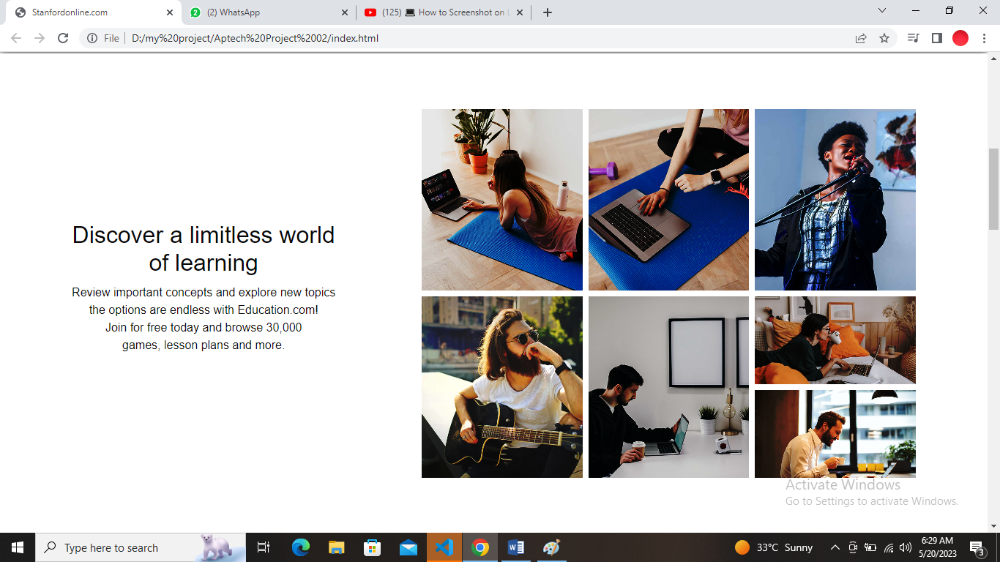 Stanfordonline.com
2
(2) WhatsApp
(125) 💻 How to Screenshot on
File
D:/my%20project/Aptech%20Project%2002/index.html
Discover a limitless world
of learning
Review important concepts and explore new topics
the options are endless with Education.com!
Join for free today and browse 30,000
games, lesson plans and more.
Activate Windows
Go to Settings to activate Windows.
Type here to search
33°C Sunny
6:29 AM
5/20/2023
3